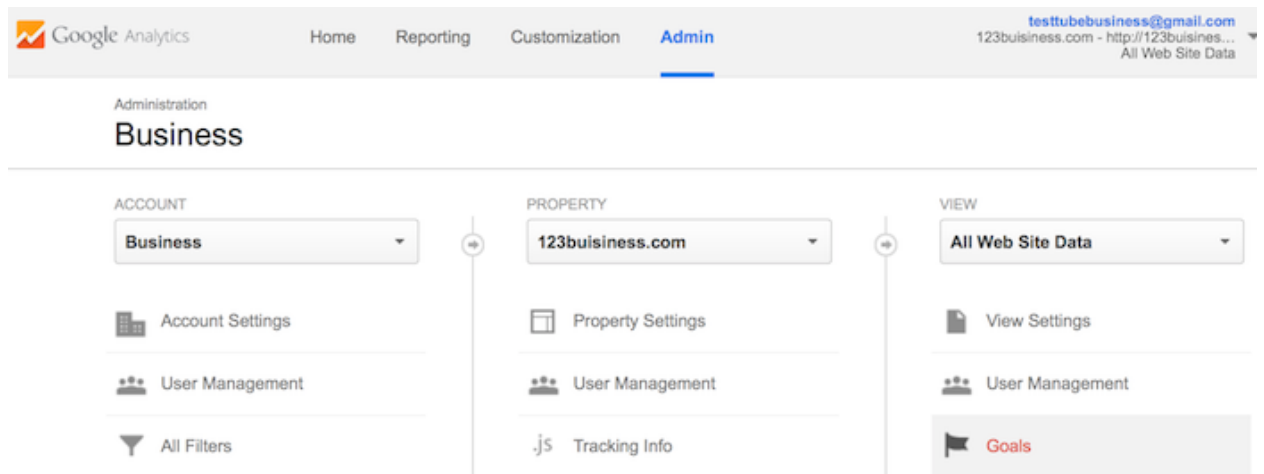 Google Analytics Home Reporting Customization Admin
testtubebusiness@gmail.com
123buisiness.com - http://123buisines...
All Web Site Data
Administration
Business
ACCOUNT PROPERTY VIEW
Business 123buisiness.com All Web Site Data
Account Settings Property Settings View Settings
User Management User Management User Management
All Filters .js Tracking Info Goals